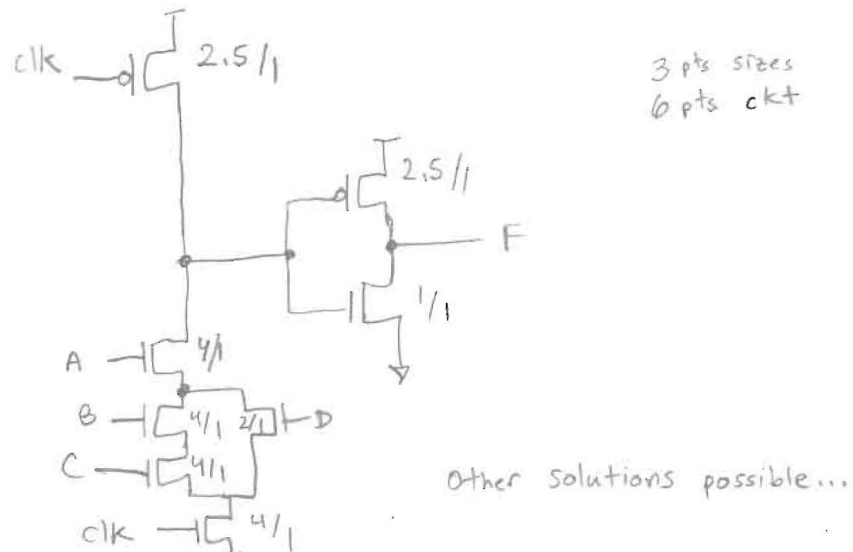 clk
2.5/1
3 pts sizes
6 pts ckt
2.5/1
F
1/1
A
4/1
B
4/1
2/1
D
C
4/1
Other solutions possible...
clk
4/1